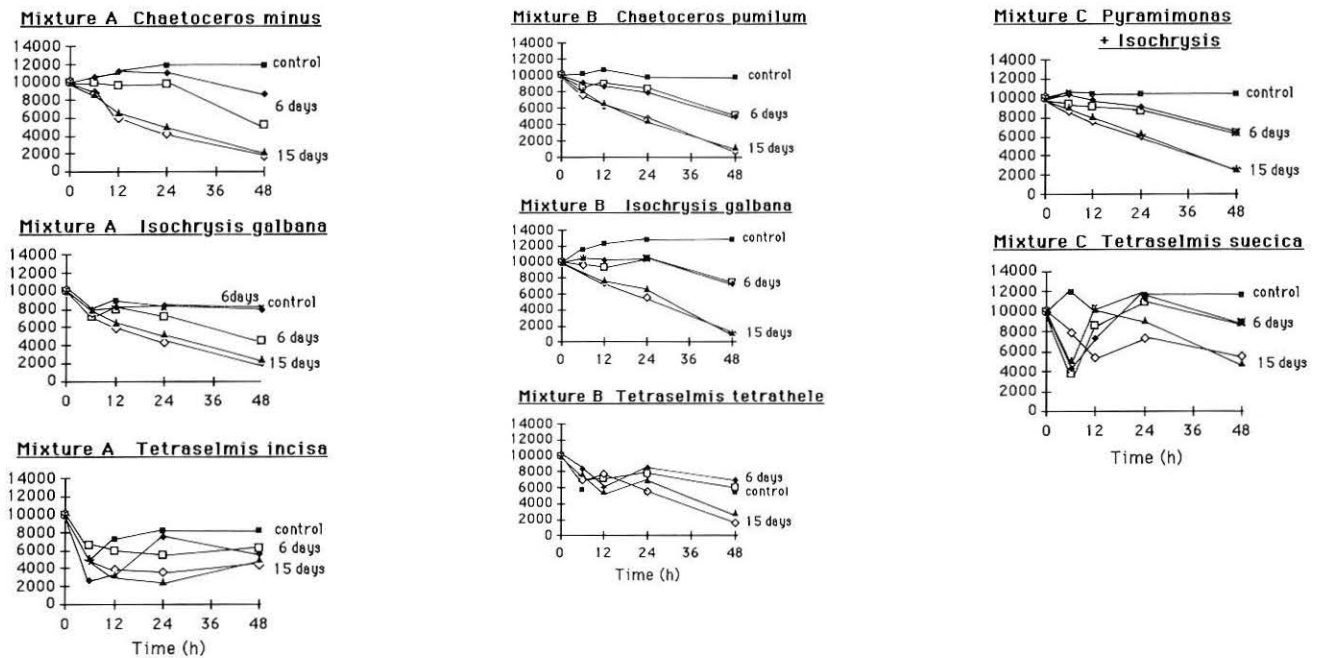 Mixture A Chaetoceros minus
14000
12000
10000
8000
6000
4000
2000
0
control
6 days
15 days
0 12 24 36 48
Mixture A Isochrysis galbana
14000
12000
10000
8000
6000
4000
2000
0
6days
control
6 days
15 days
0 12 24 36 48
Mixture A Tetraselmis incisa
14000
12000
10000
8000
6000
4000
2000
0
control
6 days
15 days
0 12 24 36 48
Time (h)
Mixture B Chaetoceros pumilum
14000
12000
10000
8000
6000
4000
2000
0
control
6 days
15 days
0 12 24 36 48
Mixture B Isochrysis galbana
14000
12000
10000
8000
6000
4000
2000
0
control
6 days
15 days
0 12 24 36 48
Mixture B Tetraselmis tetrathele
14000
12000
10000
8000
6000
4000
2000
0
6 days
control
15 days
0 12 24 36 48
Time (h)
Mixture C Pyramimonas
+ Isochrysis
14000
12000
10000
8000
6000
4000
2000
0
control
6 days
15 days
0 12 24 36 48
Mixture C Tetraselmis suecica
14000
12000
10000
8000
6000
4000
2000
0
control
6 days
15 days
0 12 24 36 48
Time (h)